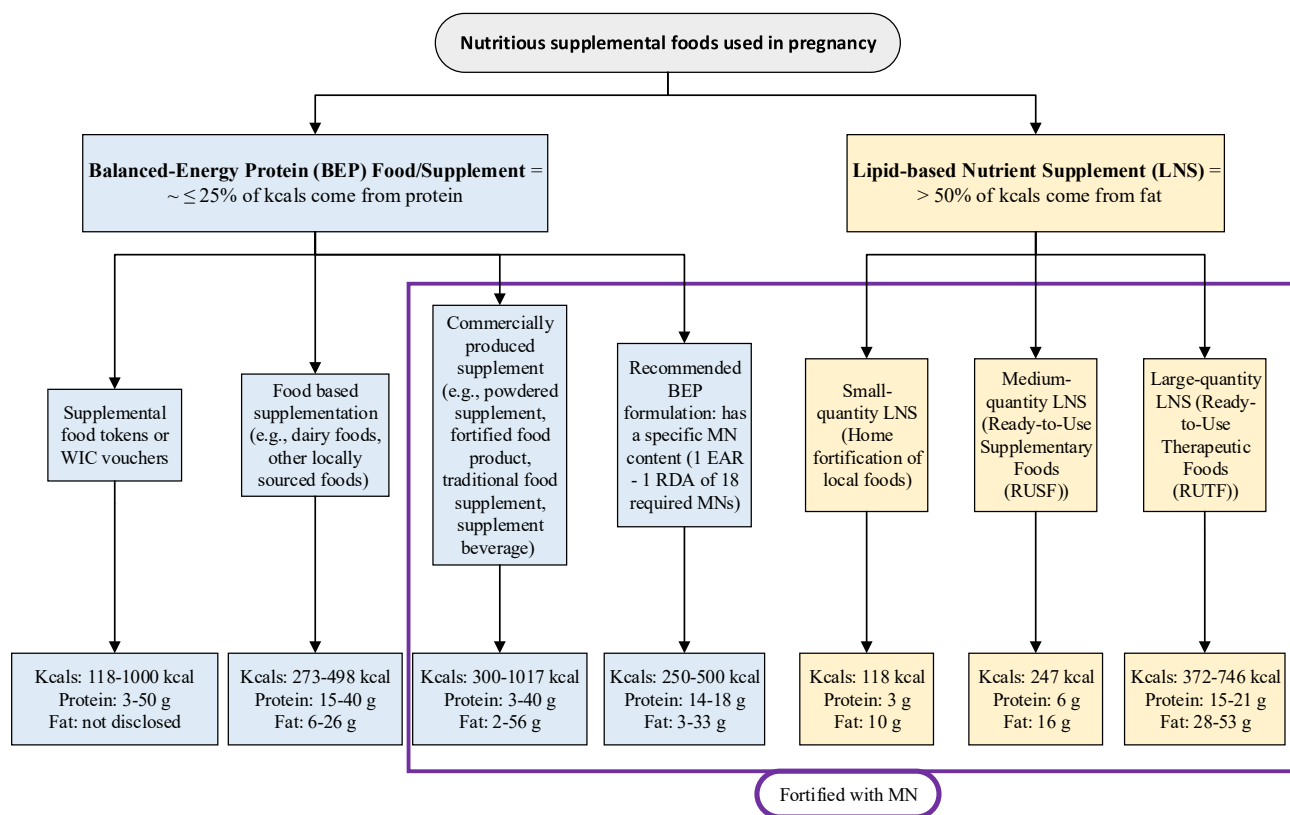 Nutritious supplemental foods used in pregnancy
Balanced-Energy Protein (BEP) Food/Supplement =
~ ≤ 25% of kcals come from protein
Lipid-based Nutrient Supplement (LNS) =
> 50% of kcals come from fat
Supplemental
food tokens or
WIC vouchers
Food based
supplementation
(e.g., dairy foods,
other locally
sourced foods)
Commercially
produced
supplement
(e.g., powdered
supplement,
fortified food
product,
traditional food
supplement,
supplement
beverage)
Recommended
BEP
formulation: has
a specific MN
content (1 EAR
- 1 RDA of 18
required MNs)
Small-
quantity LNS
(Home
fortification of
local foods)
Medium-
quantity LNS
(Ready-to-Use
Supplementary
Foods
(RUSF))
Large-quantity
LNS (Ready-
to-Use
Therapeutic
Foods
(RUTF))
Kcals: 118-1000 kcal
Protein: 3-50 g
Fat: not disclosed
Kcals: 273-498 kcal
Protein: 15-40 g
Fat: 6-26 g
Kcals: 300-1017 kcal
Protein: 3-40 g
Fat: 2-56 g
Kcals: 250-500 kcal
Protein: 14-18 g
Fat: 3-33 g
Kcals: 118 kcal
Protein: 3 g
Fat: 10 g
Kcals: 247 kcal
Protein: 6 g
Fat: 16 g
Kcals: 372-746 kcal
Protein: 15-21 g
Fat: 28-53 g
Fortified with MN